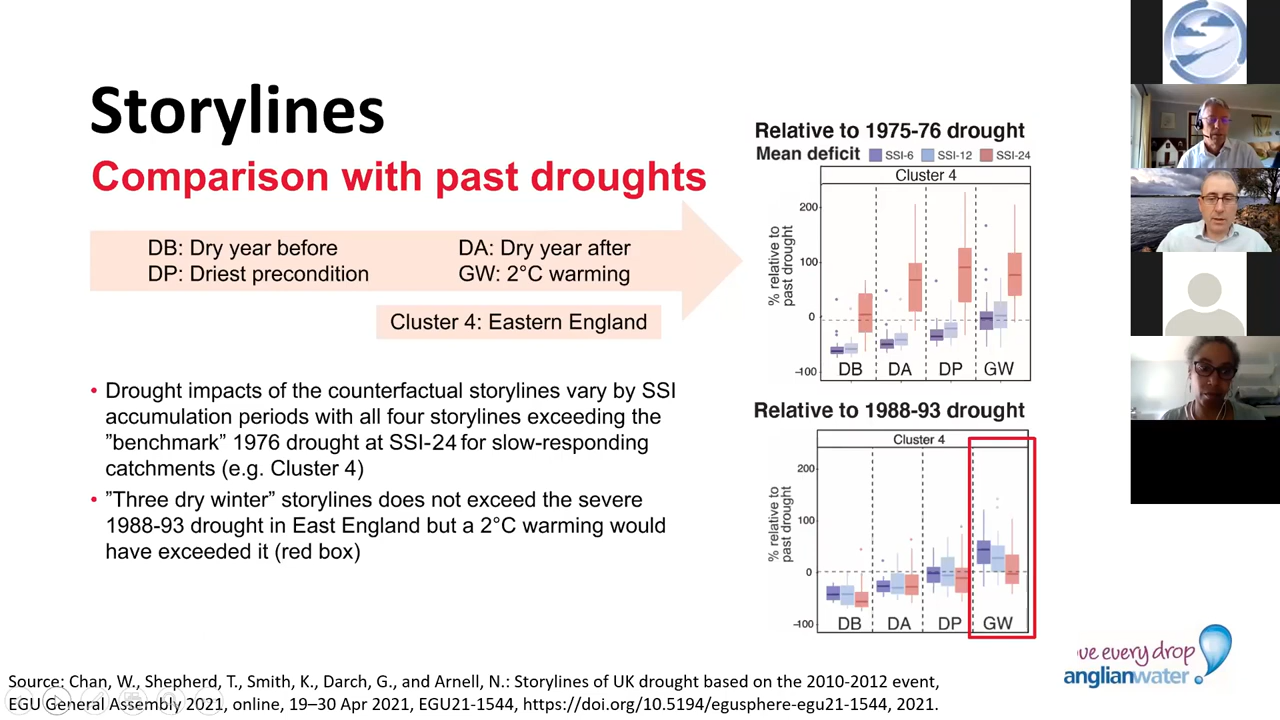 Storylines
Comparison with past droughts
DB: Dry year before
DA: Dry year after
DP: Driest precondition
GW: 2°C warming
Cluster 4: Eastern England
• Drought impacts of the counterfactual storylines vary by SSI
accumulation periods with all four storylines exceeding the
”benchmark” 1976 drought at SSI-24 for slow-responding
catchments (e.g. Cluster 4)
• ”Three dry winter” storylines does not exceed the severe
1988-93 drought in East England but a 2°C warming would
have exceeded it (red box)
Relative to 1975-76 drought
Mean deficit SSI-6 SSI-12 SSI-24
Cluster 4
% relative to
past drought
200
100
0
−100
DB DA DP GW
Relative to 1988-93 drought
Cluster 4
% relative to
past drought
200
100
0
−100
DB DA DP GW
ve every drop
anglianwater
Source: Chan, W., Shepherd, T., Smith, K., Darch, G., and Arnell, N.: Storylines of UK drought based on the 2010-2012 event,
EGU General Assembly 2021, online, 19–30 Apr 2021, EGU21-1544, https://doi.org/10.5194/egusphere-egu21-1544, 2021.